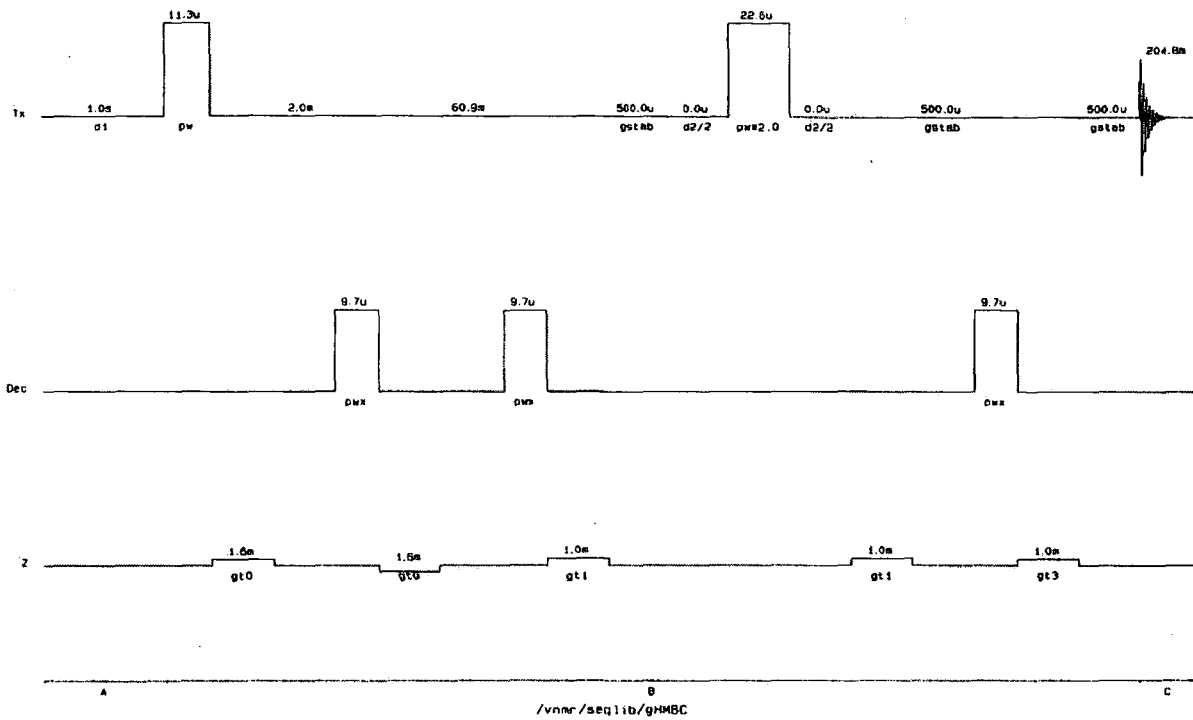 11.3u 22.6u
204.8m
Tx 1.0s 2.0m 60.9m 500.0u 0.0u 0.0u 500.0u 500.0u
d1 pw gstab d2/2 pw*2.0 d2/2 gstab gstab
9.7u 9.7u 9.7u
Dec
pwx pwx pwx
1.6m 1.6m 1.0m 1.0m 1.0m
Z
gt0 gt0 gt1 gt1 gt3
A B C
/vnmr/seqlib/gHMBC